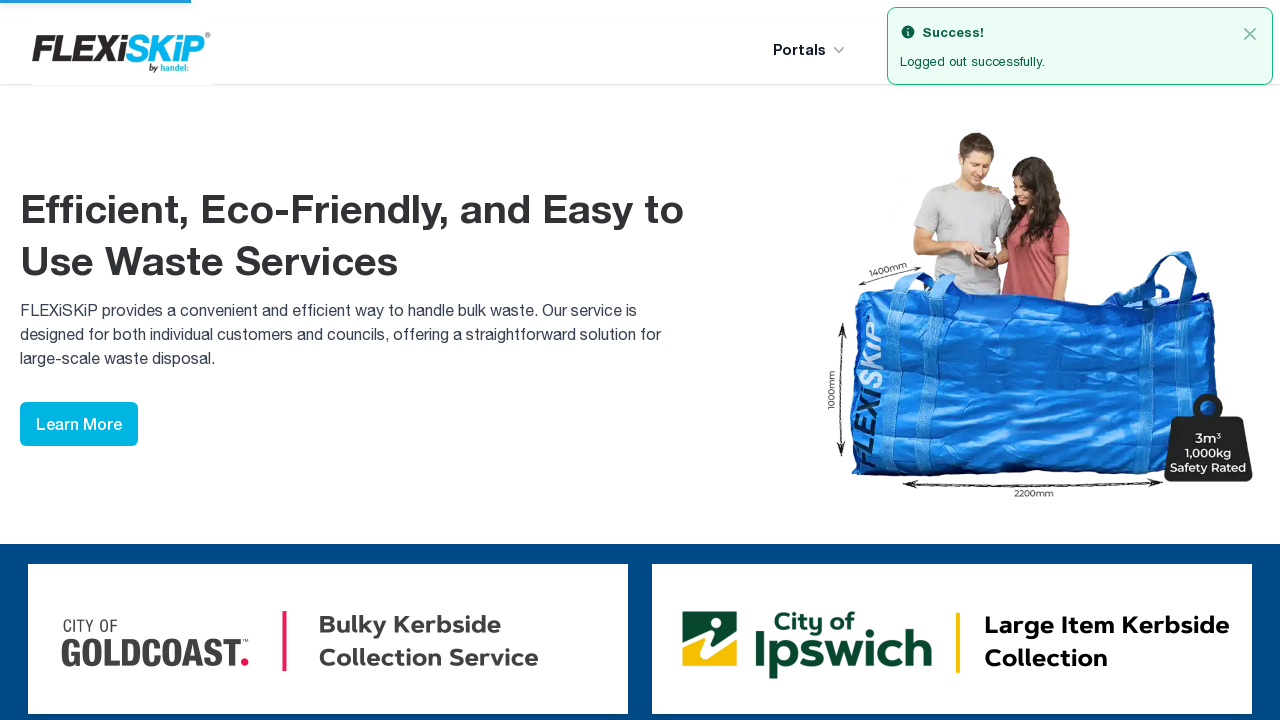 FLEXiSKiP®
by handel:
Portals
Success!
Logged out successfully.
Efficient, Eco-Friendly, and Easy to
Use Waste Services
FLEXiSKiP provides a convenient and efficient way to handle bulk waste. Our service is
designed for both individual customers and councils, offering a straightforward solution for
large-scale waste disposal.
Learn More
1400mm
1000mm
FLEXiSKiP
3m³
1,000kg
Safety Rated
2200mm
CITY OF
GOLDCOAST.™
Bulky Kerbside
Collection Service
City of
Ipswich
Large Item Kerbside
Collection